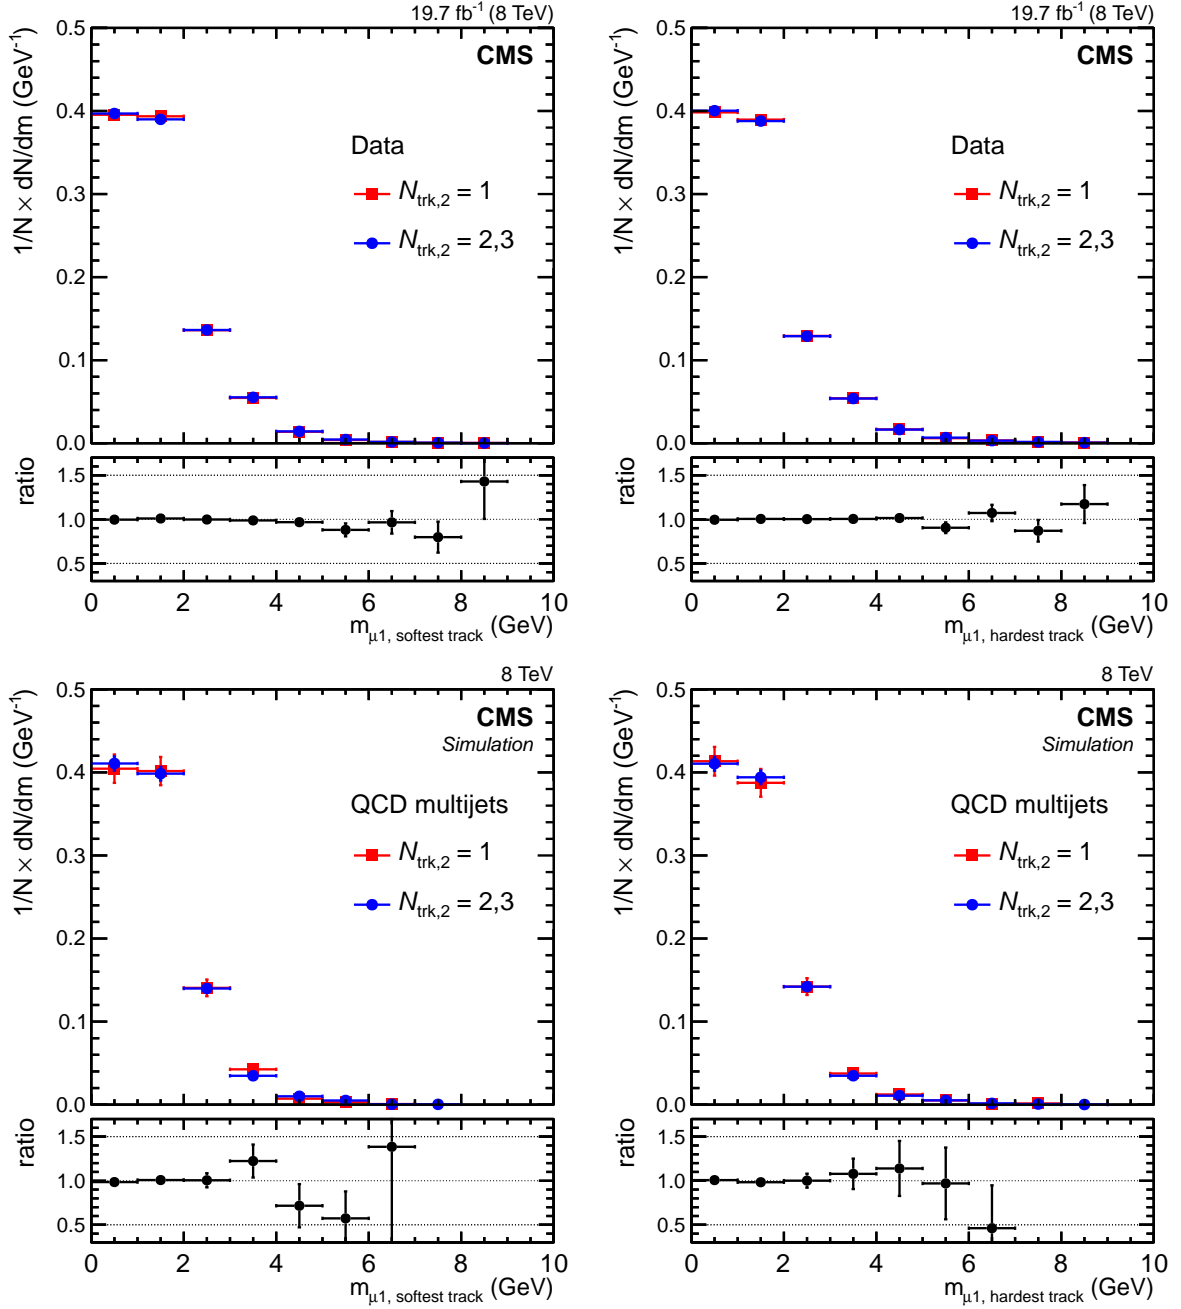 19.7 fb⁻¹ (8 TeV)
CMS
1/N × dN/dm (GeV⁻¹)
0.5
0.4
0.3
0.2
0.1
0.0
Data
N_trk,2 = 1
N_trk,2 = 2,3
ratio
1.5
1.0
0.5
0 2 4 6 8 10
m_μ1, softest track (GeV)
19.7 fb⁻¹ (8 TeV)
CMS
1/N × dN/dm (GeV⁻¹)
0.5
0.4
0.3
0.2
0.1
0.0
Data
N_trk,2 = 1
N_trk,2 = 2,3
ratio
1.5
1.0
0.5
0 2 4 6 8 10
m_μ1, hardest track (GeV)
8 TeV
CMS
Simulation
1/N × dN/dm (GeV⁻¹)
0.5
0.4
0.3
0.2
0.1
0.0
QCD multijets
N_trk,2 = 1
N_trk,2 = 2,3
ratio
1.5
1.0
0.5
0 2 4 6 8 10
m_μ1, softest track (GeV)
8 TeV
CMS
Simulation
1/N × dN/dm (GeV⁻¹)
0.5
0.4
0.3
0.2
0.1
0.0
QCD multijets
N_trk,2 = 1
N_trk,2 = 2,3
ratio
1.5
1.0
0.5
0 2 4 6 8 10
m_μ1, hardest track (GeV)